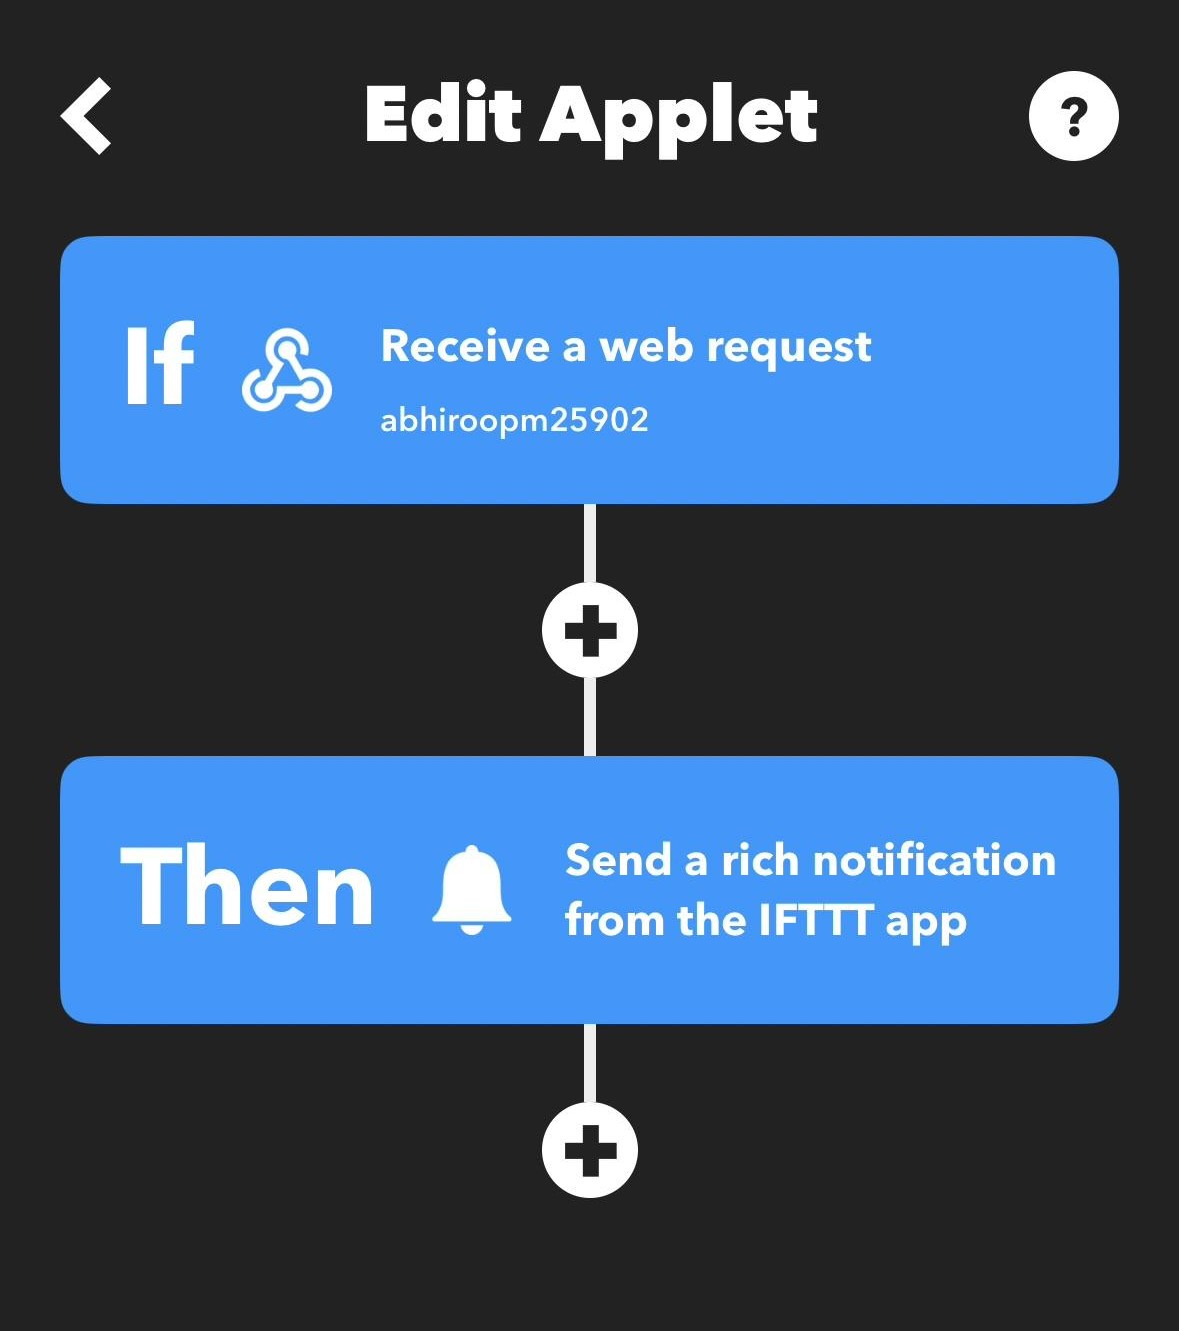 Edit Applet
?
If
Receive a web request
abhiroopm25902
Then
Send a rich notification
from the IFTTT app